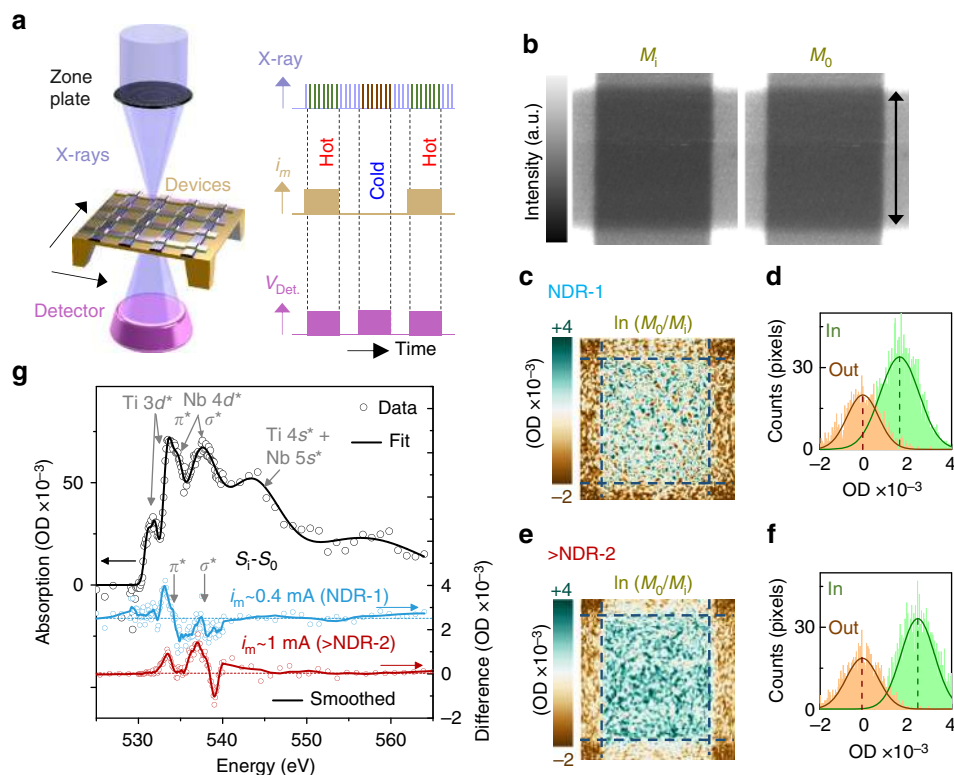 a
Zone
plate
X-rays
Devices
Detector
X-ray
Hot
Cold
Hot
i_m
V_Det.
Time
b
M_i
M_0
Intensity (a.u.)
c
NDR-1
ln (M_0/M_i)
+4
(OD ×10⁻³)
−2
d
In
Out
Counts (pixels)
30
0
−2 0 2 4
OD ×10⁻³
e
>NDR-2
ln (M_0/M_i)
+4
(OD ×10⁻³)
−2
f
In
Out
Counts (pixels)
30
0
−2 0 2 4
OD ×10⁻³
g
Ti 3d*
π*
Nb 4d*
σ*
Ti 4s* +
Nb 5s*
Data
Fit
Absorption (OD ×10⁻³)
50
0
S_i-S_0
π*
σ*
i_m~0.4 mA (NDR-1)
i_m~1 mA (>NDR-2)
Smoothed
4
2
0
−2
Difference (OD ×10⁻³)
530 540 550 560
Energy (eV)